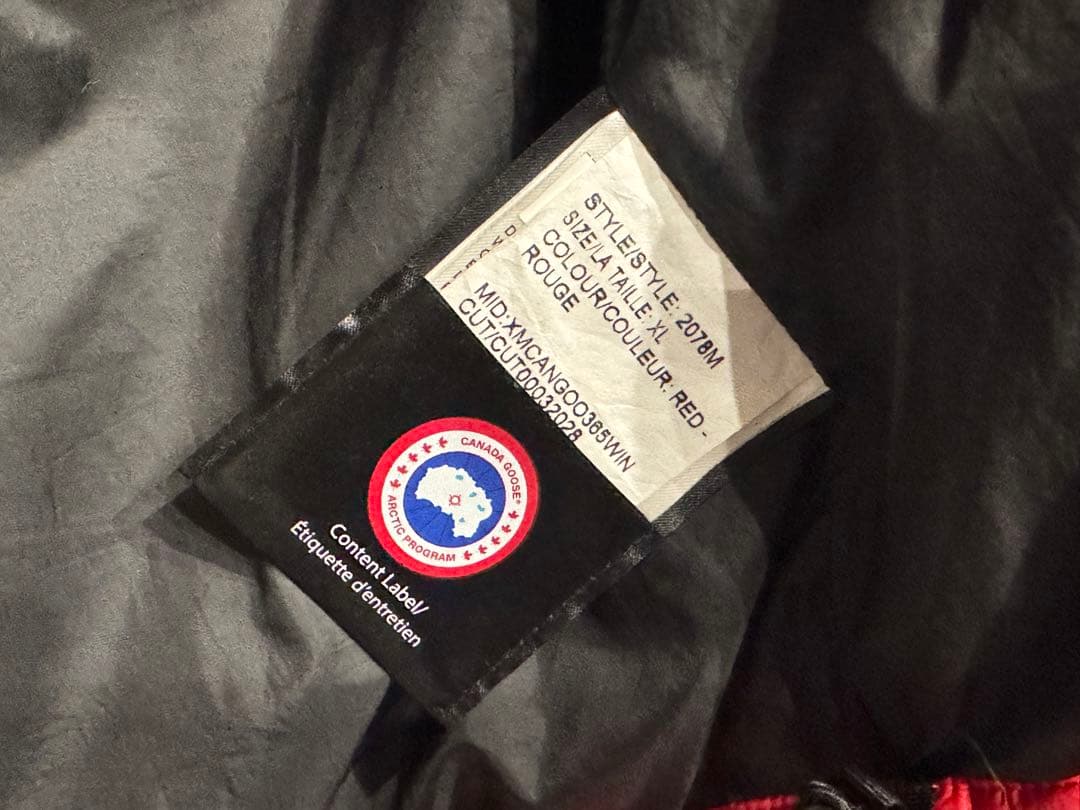 STYLE/STYLE: 2078M
SIZE/LA TAILLE: XL
COLOUR/COULEUR: RED -
ROUGE
MID:XMCANGOO365WIN
CUT/CUT00032028
CANADA GOOSE®
ARCTIC PROGRAM
Content Label/
Étiquette d'entretien